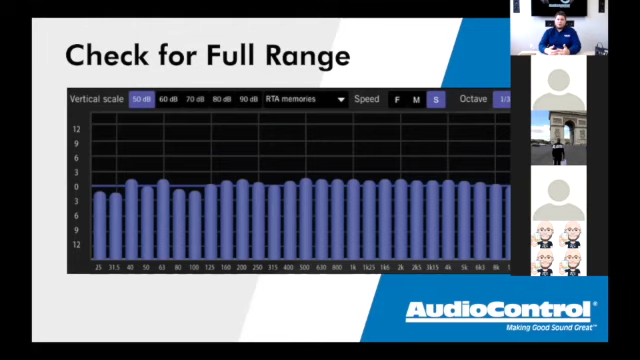 Check for Full Range
Vertical scale 50 dB 60 dB 70 dB 80 dB 90 dB RTA memories Speed F M S Octave 1/3
12
9
6
3
0
3
6
9
12
25 31.5 40 50 63 80 100 125 160 200 250 315 400 500 630 800 1k 1k25 1k6 2k 2k5 3k15 4k 5k 6k3 8k
AudioControl®
Making Good Sound Great™